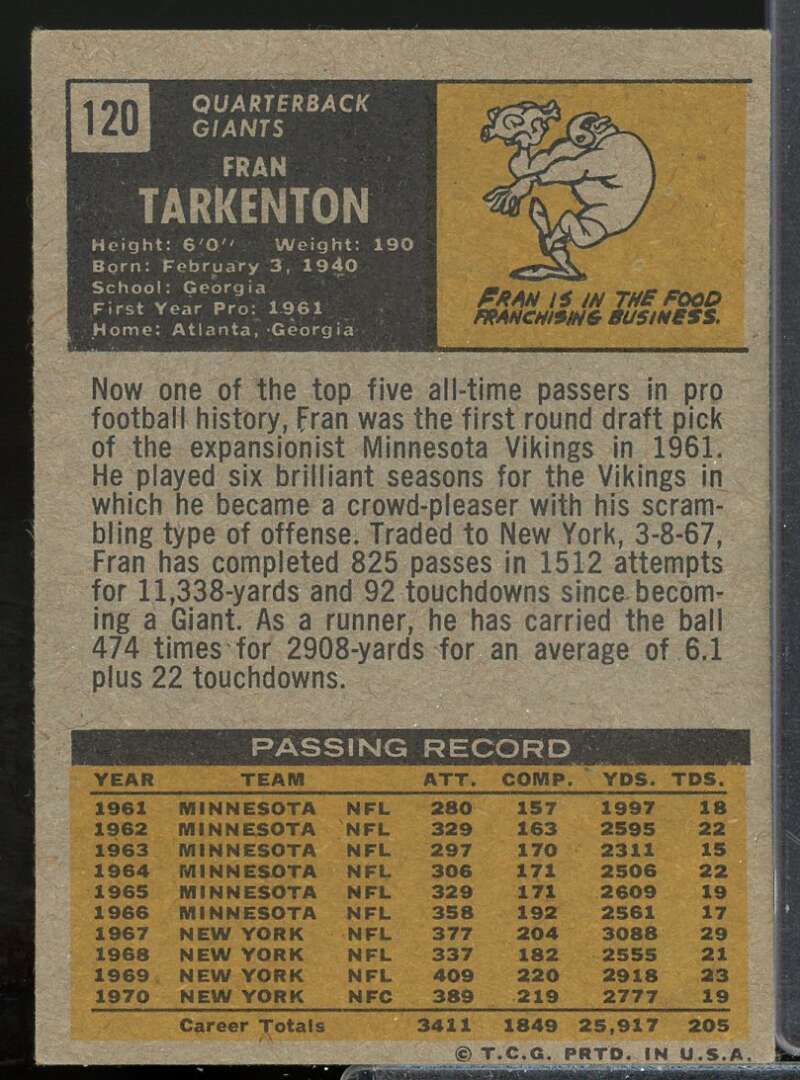 120
QUARTERBACK
GIANTS
FRAN
TARKENTON
Height: 6'0" Weight: 190
Born: February 3, 1940
School: Georgia
First Year Pro: 1961
Home: Atlanta, Georgia
FRAN IS IN THE FOOD
FRANCHISING BUSINESS.
Now one of the top five all-time passers in pro
football history, Fran was the first round draft pick
of the expansionist Minnesota Vikings in 1961.
He played six brilliant seasons for the Vikings in
which he became a crowd-pleaser with his scram-
bling type of offense. Traded to New York, 3-8-67,
Fran has completed 825 passes in 1512 attempts
for 11,338-yards and 92 touchdowns since becom-
ing a Giant. As a runner, he has carried the ball
474 times for 2908-yards for an average of 6.1
plus 22 touchdowns.
PASSING RECORD
YEAR TEAM ATT. COMP. YDS. TDS.
1961 MINNESOTA NFL 280 157 1997 18
1962 MINNESOTA NFL 329 163 2595 22
1963 MINNESOTA NFL 297 170 2311 15
1964 MINNESOTA NFL 306 171 2506 22
1965 MINNESOTA NFL 329 171 2609 19
1966 MINNESOTA NFL 358 192 2561 17
1967 NEW YORK NFL 377 204 3088 29
1968 NEW YORK NFL 337 182 2555 21
1969 NEW YORK NFL 409 220 2918 23
1970 NEW YORK NFC 389 219 2777 19
Career Totals 3411 1849 25,917 205
© T.C.G. PRTD. IN U.S.A.